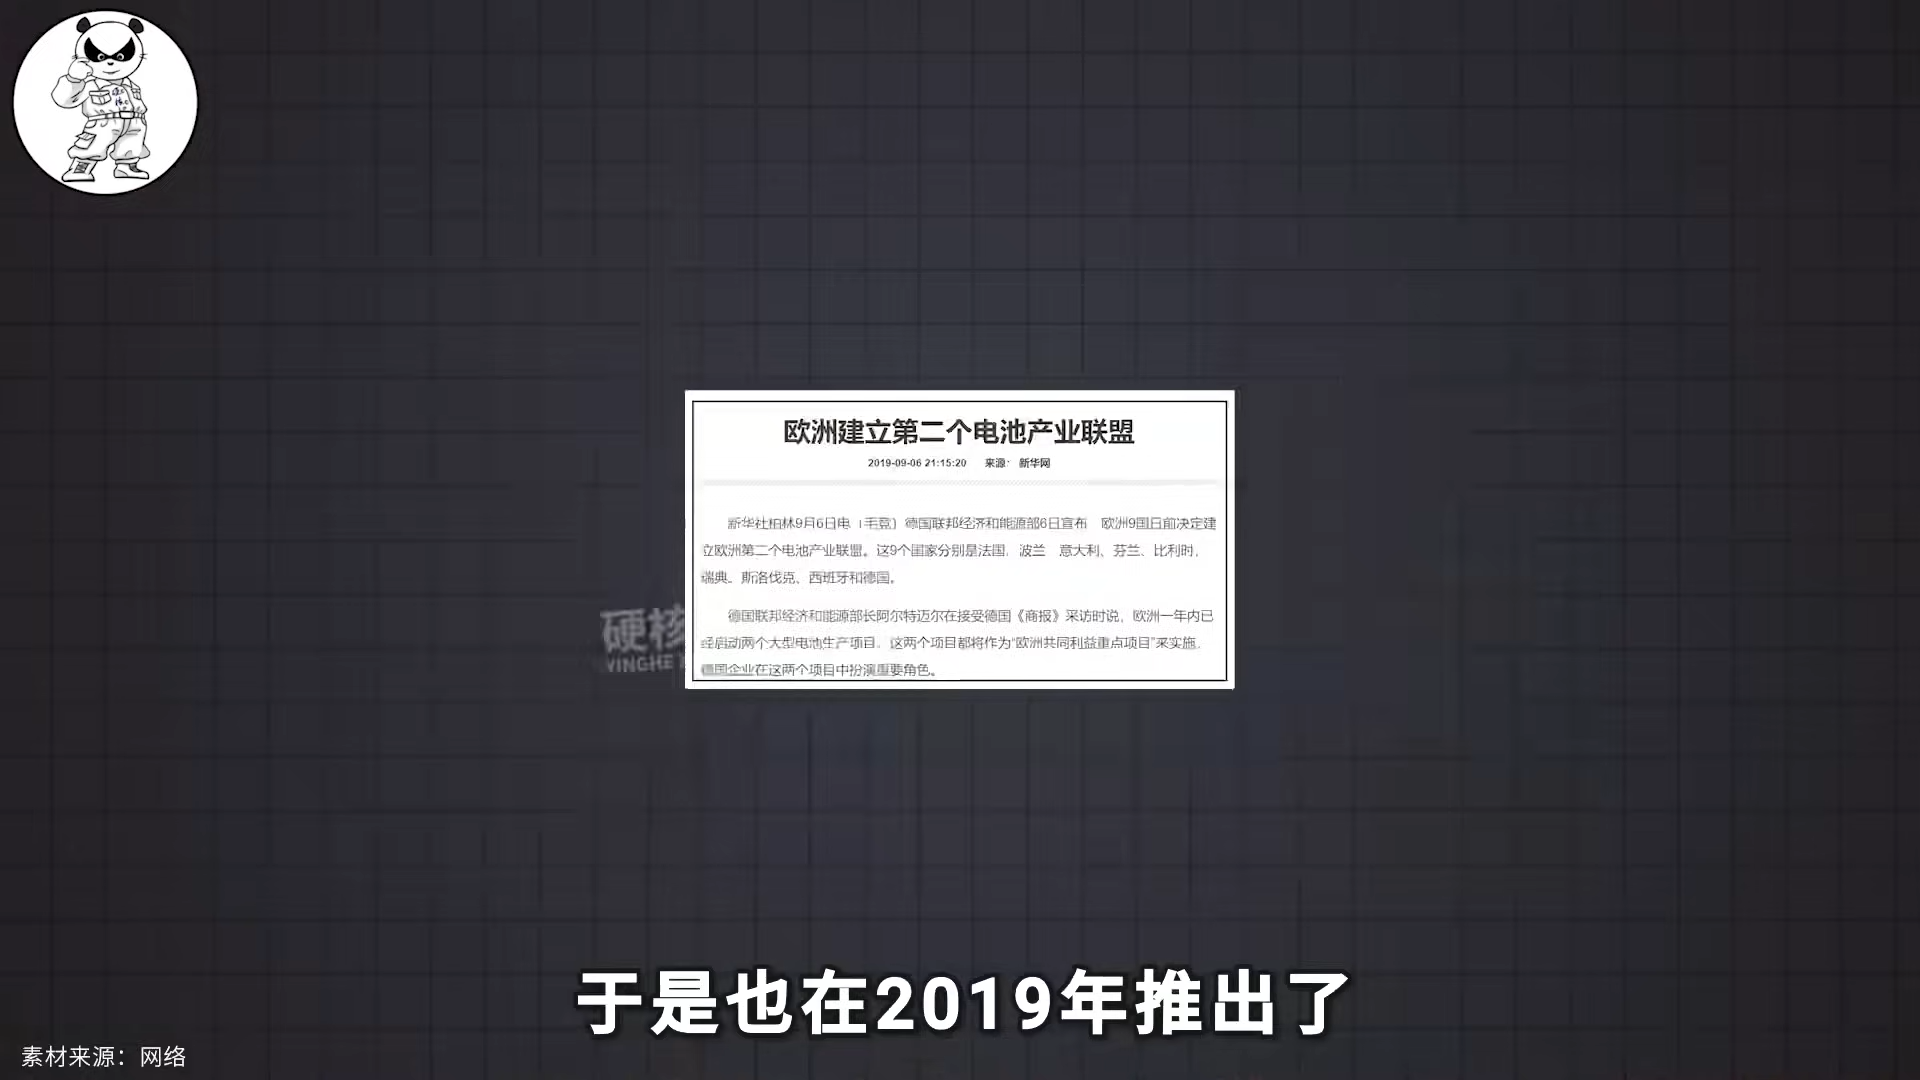 欧洲建立第二个电池产业联盟
2019-09-06 21:15:20 来源： 新华网
新华社柏林9月6日电（毛竞）德国联邦经济和能源部6日宣布 欧洲9国日前决定建
立欧洲第二个电池产业联盟。这9个国家分别是法国、波兰 意大利、芬兰、比利时、
瑞典、斯洛伐克、西班牙和德国。
德国联邦经济和能源部长阿尔特迈尔在接受德国《商报》采访时说，欧洲一年内已
经启动两个大型电池生产项目，这两个项目都将作为“欧洲共同利益重点项目”来实施，
德国企业在这两个项目中扮演重要角色。
硬核
YINGHE
于是也在2019年推出了
素材来源：网络